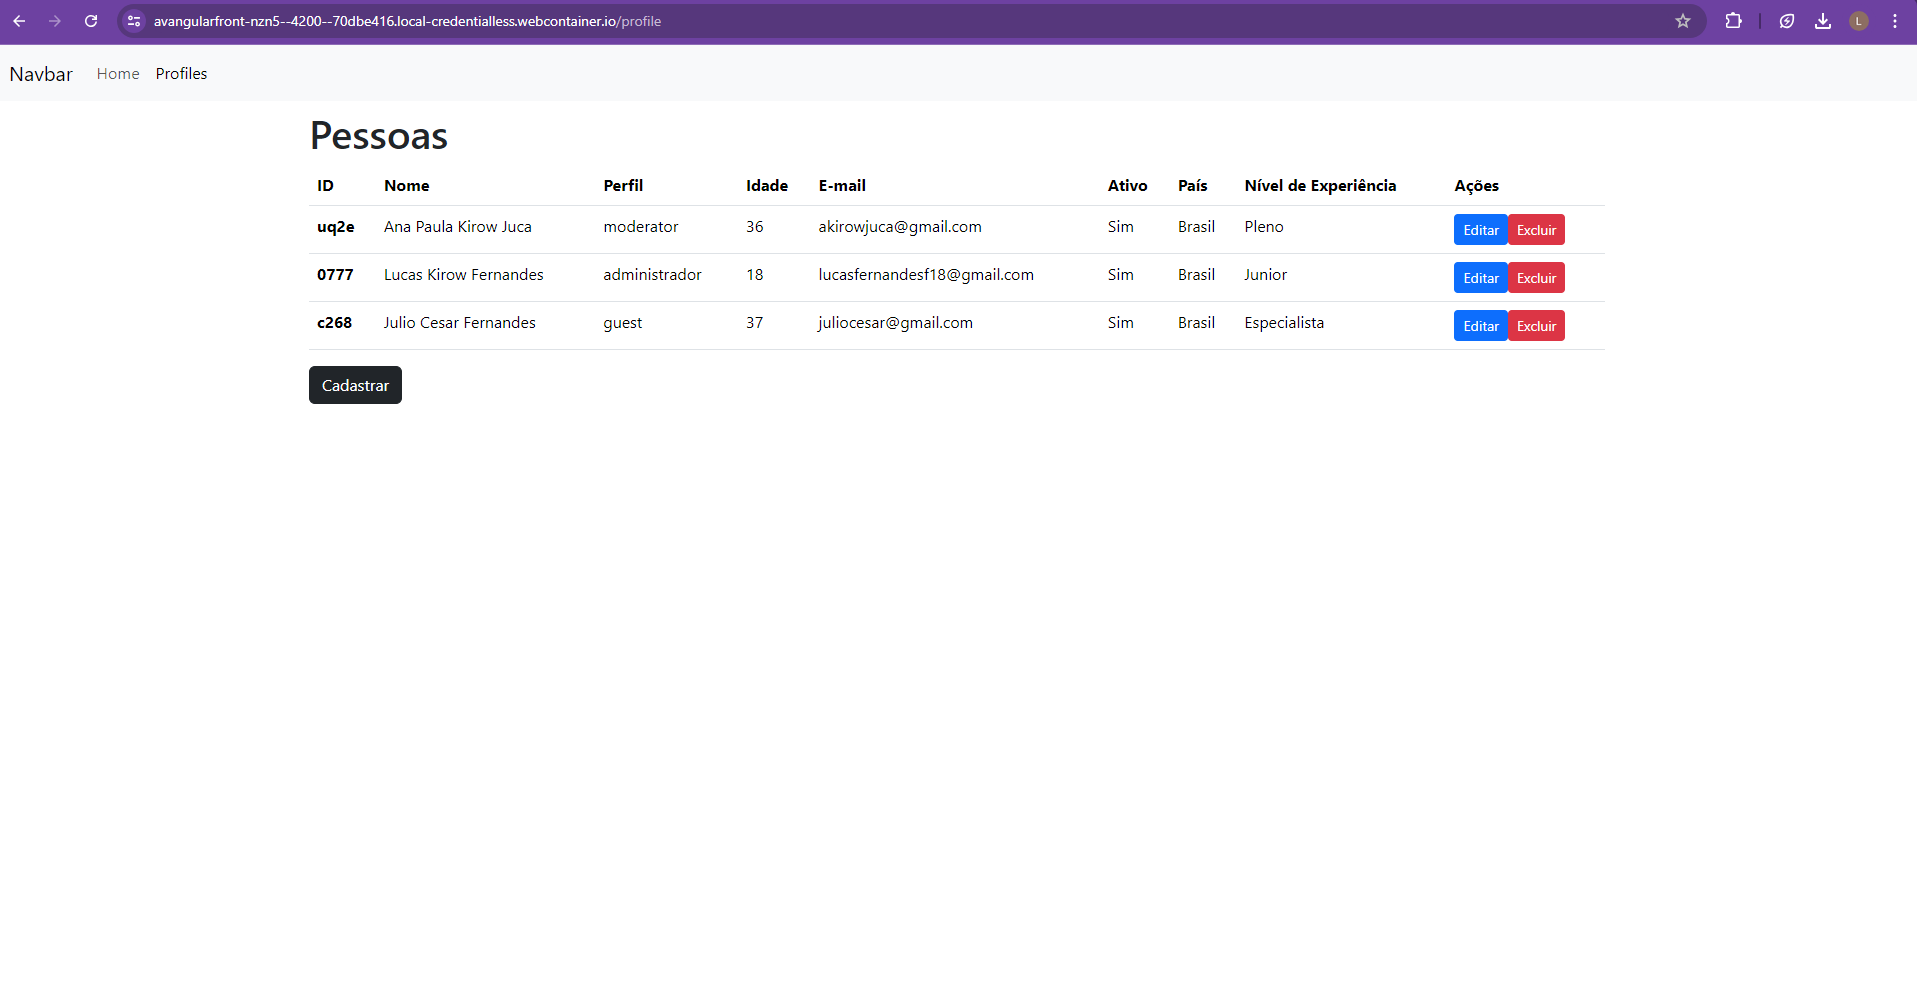 avangularfront-nzn5--4200--70dbe416.local-credentialless.webcontainer.io/profile
L
Navbar Home Profiles
Pessoas
ID Nome Perfil Idade E-mail Ativo País Nível de Experiência Ações
uq2e Ana Paula Kirow Juca moderator 36 akirowjuca@gmail.com Sim Brasil Pleno Editar Excluir
0777 Lucas Kirow Fernandes administrador 18 lucasfernandesf18@gmail.com Sim Brasil Junior Editar Excluir
c268 Julio Cesar Fernandes guest 37 juliocesar@gmail.com Sim Brasil Especialista Editar Excluir
Cadastrar